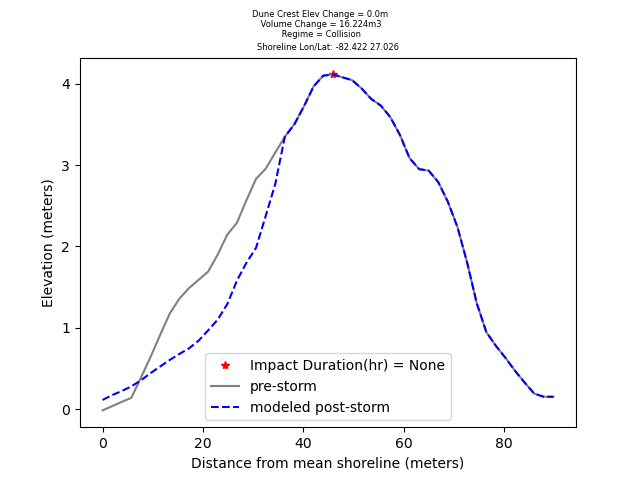 Dune Crest Elev Change = 0.0m
Volume Change = 16.224m3
Regime = Collision
Shoreline Lon/Lat: -82.422 27.026
4
3
2
1
0
Elevation (meters)
Impact Duration(hr) = None
pre-storm
modeled post-storm
0 20 40 60 80
Distance from mean shoreline (meters)